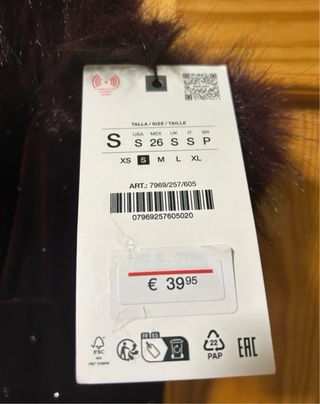 TALLA / SIZE / TAILLE
S USA S MEX 26 UK S IT S BR P
XS S M L XL
ART.: 7969/257/605
07969257605020
€ 39.95
FSC
22
PAP
EAC